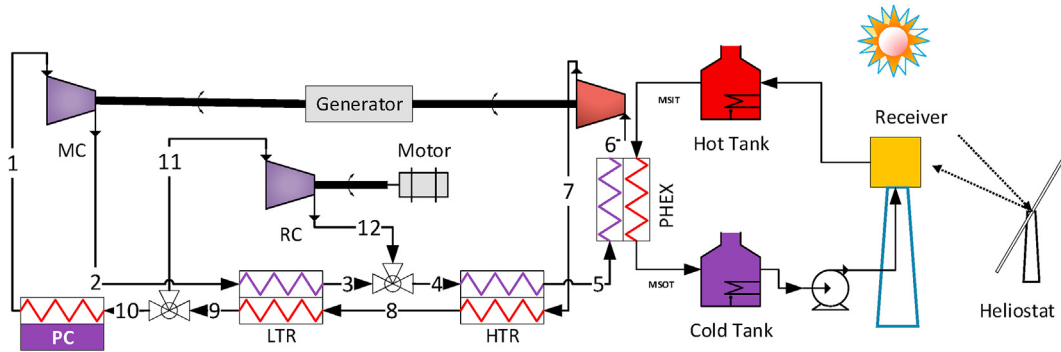 Generator
MSIT
Hot Tank
Receiver
MC
11
Motor
1
6
7
PHEX
RC
12
2
3
4
5
MSOT
10
9
8
PC
LTR
HTR
Cold Tank
Heliostat